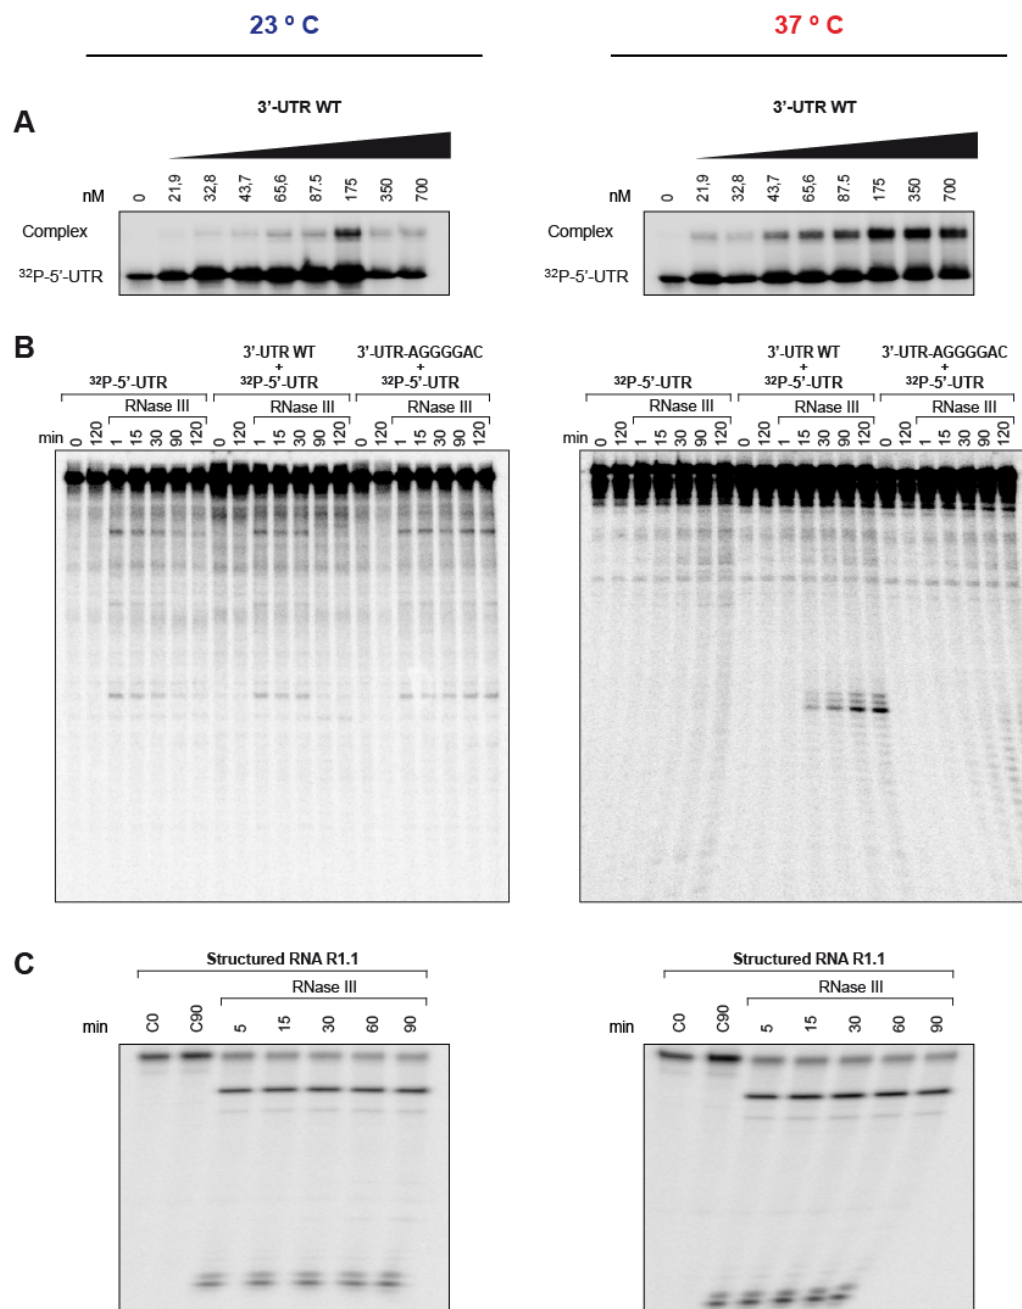 23 º C
37 º C
A
3'-UTR WT
3'-UTR WT
nM 0 21,9 32,8 43,7 65,6 87.5 175 350 700
nM 0 21,9 32,8 43,7 65,6 87.5 175 350 700
Complex
Complex
32P-5'-UTR
32P-5'-UTR
B
3'-UTR WT 3'-UTR-AGGGGAC
+ +
32P-5'-UTR 32P-5'-UTR 32P-5'-UTR
RNase III RNase III RNase III
min 0 120 1 15 30 90 120 0 120 1 15 30 90 120 0 120 1 15 30 90 120
3'-UTR WT 3'-UTR-AGGGGAC
+ +
32P-5'-UTR 32P-5'-UTR 32P-5'-UTR
RNase III RNase III RNase III
min 0 120 1 15 30 90 120 0 120 1 15 30 90 120 0 120 1 15 30 90 120
C
Structured RNA R1.1
RNase III
min C0 C90 5 15 30 60 90
Structured RNA R1.1
RNase III
min C0 C90 5 15 30 60 90